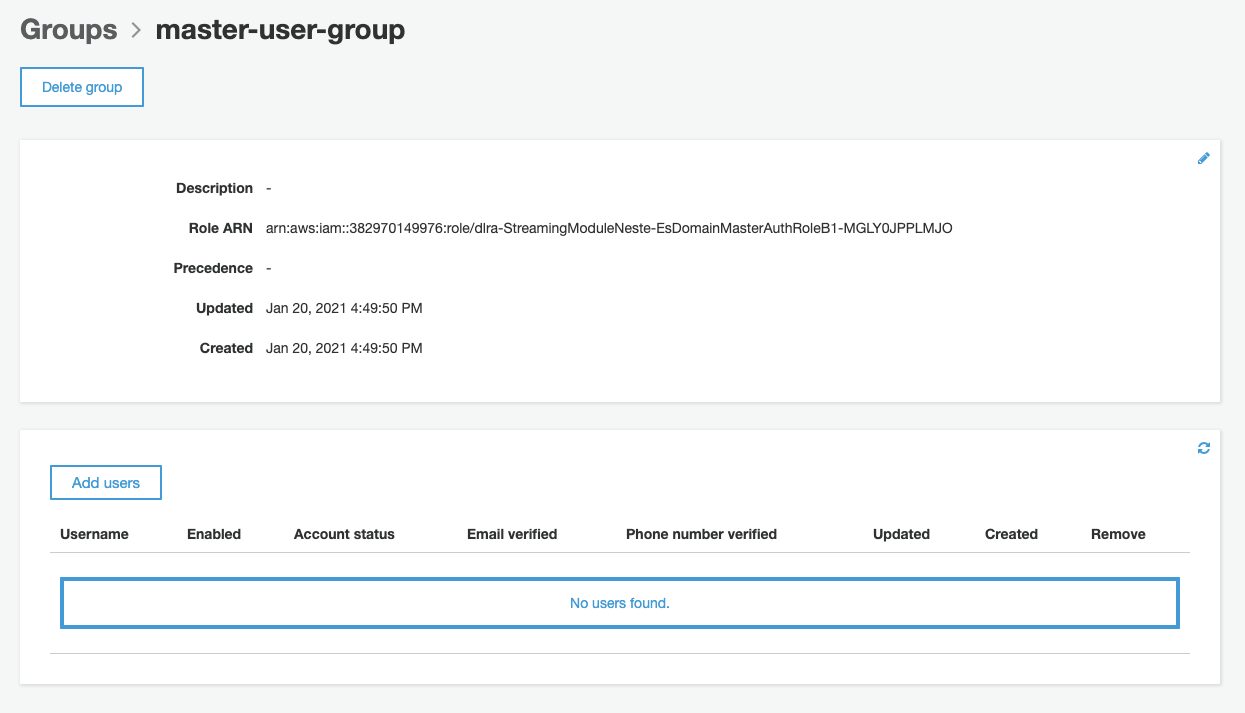 Groups > master-user-group
Delete group
Description -
Role ARN arn:aws:iam::382970149976:role/dlra-StreamingModuleNeste-EsDomainMasterAuthRoleB1-MGLY0JPPLMJO
Precedence -
Updated Jan 20, 2021 4:49:50 PM
Created Jan 20, 2021 4:49:50 PM
Add users
Username Enabled Account status Email verified Phone number verified Updated Created Remove
No users found.